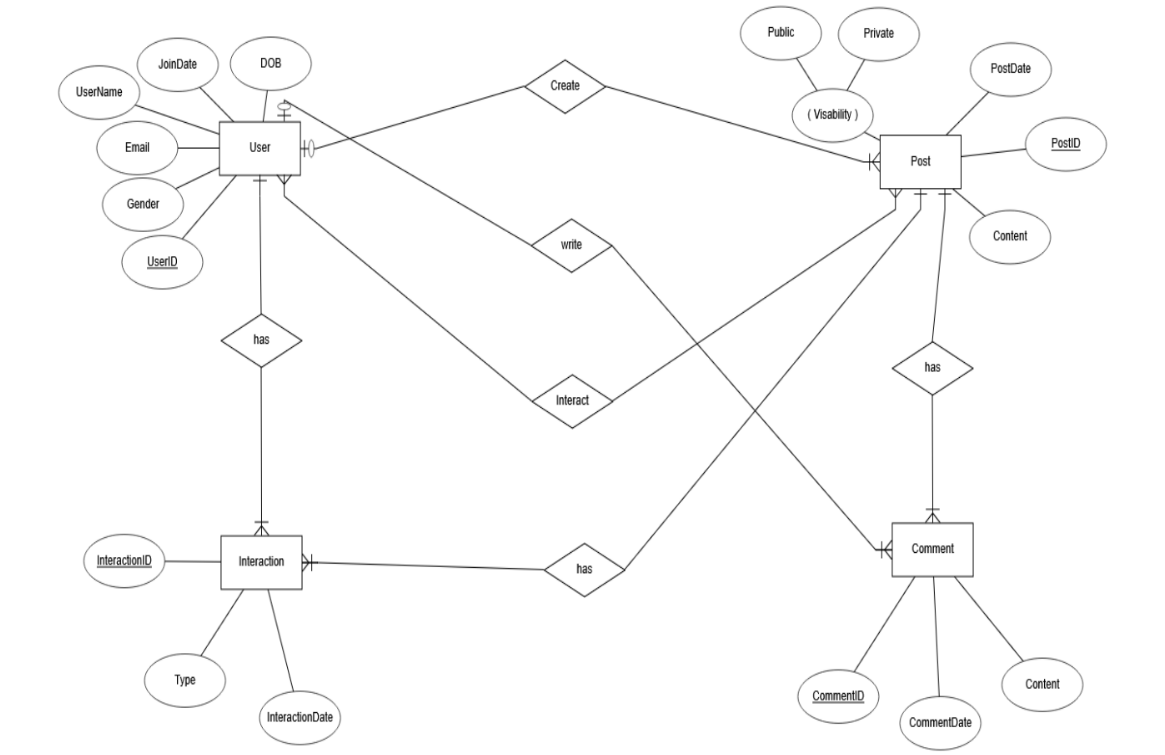 Public
Private
JoinDate
DOB
PostDate
UserName
Create
( Visability )
Email
User
Post
PostID
Gender
write
Content
UserID
has
has
Interact
InteractionID
Interaction
has
Comment
Type
InteractionDate
CommentID
CommentDate
Content